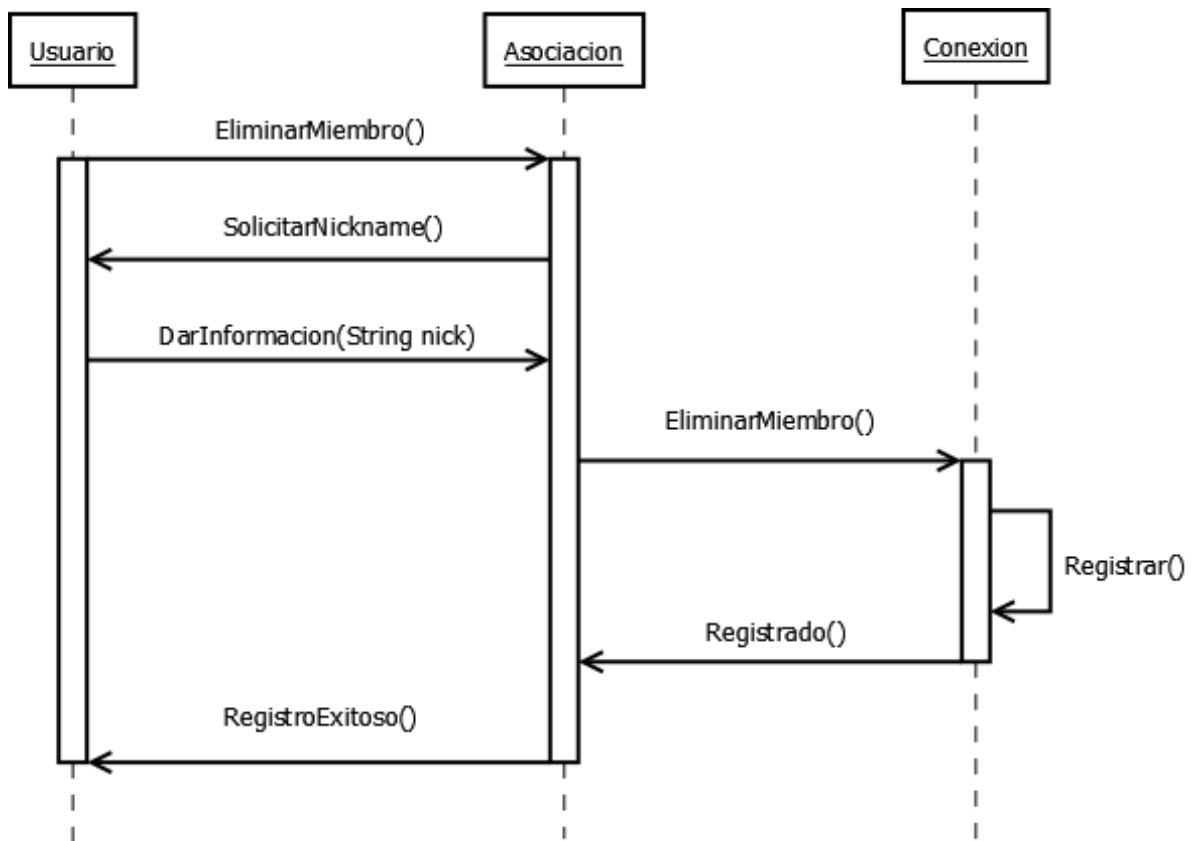 Usuario
Asociacion
Conexion
EliminarMiembro()
SolicitarNickname()
DarInformacion(String nick)
EliminarMiembro()
Registrar()
Registrado()
RegistroExitoso()